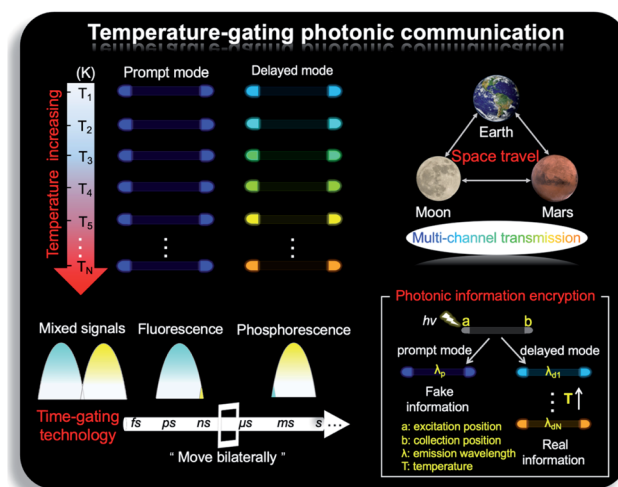 Temperature-gating photonic communication
(K)
Prompt mode
Delayed mode
Temperature increasing
T1
T2
T3
T4
T5
TN
Earth
Space travel
Moon
Mars
Multi-channel transmission
Mixed signals
Fluorescence
Phosphorescence
Time-gating
technology
fs
ps
ns
μs
ms
s ...
“ Move bilaterally ”
Photonic information encryption
hv
a
b
prompt mode
delayed mode
λp
λd1
Fake
information
T
λdN
Real
information
a: excitation position
b: collection position
λ: emission wavelength
T: temperature